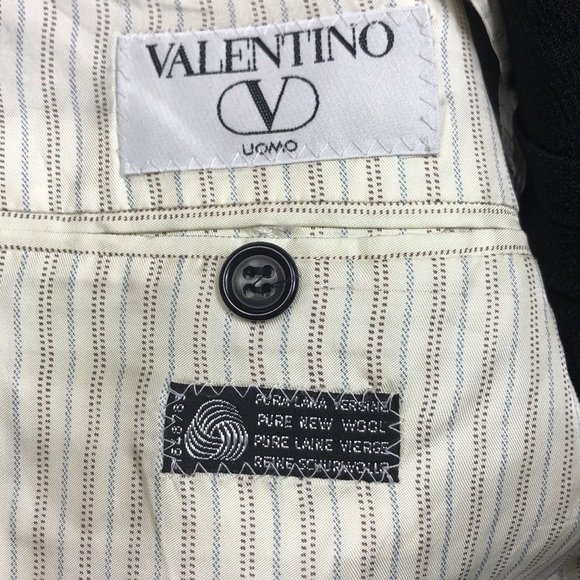 VALENTINO
V
UOMO
PURA LANA VERGINE
PURE NEW WOOL
PURE LAINE VIERGE
REINE SCHURWOLLE